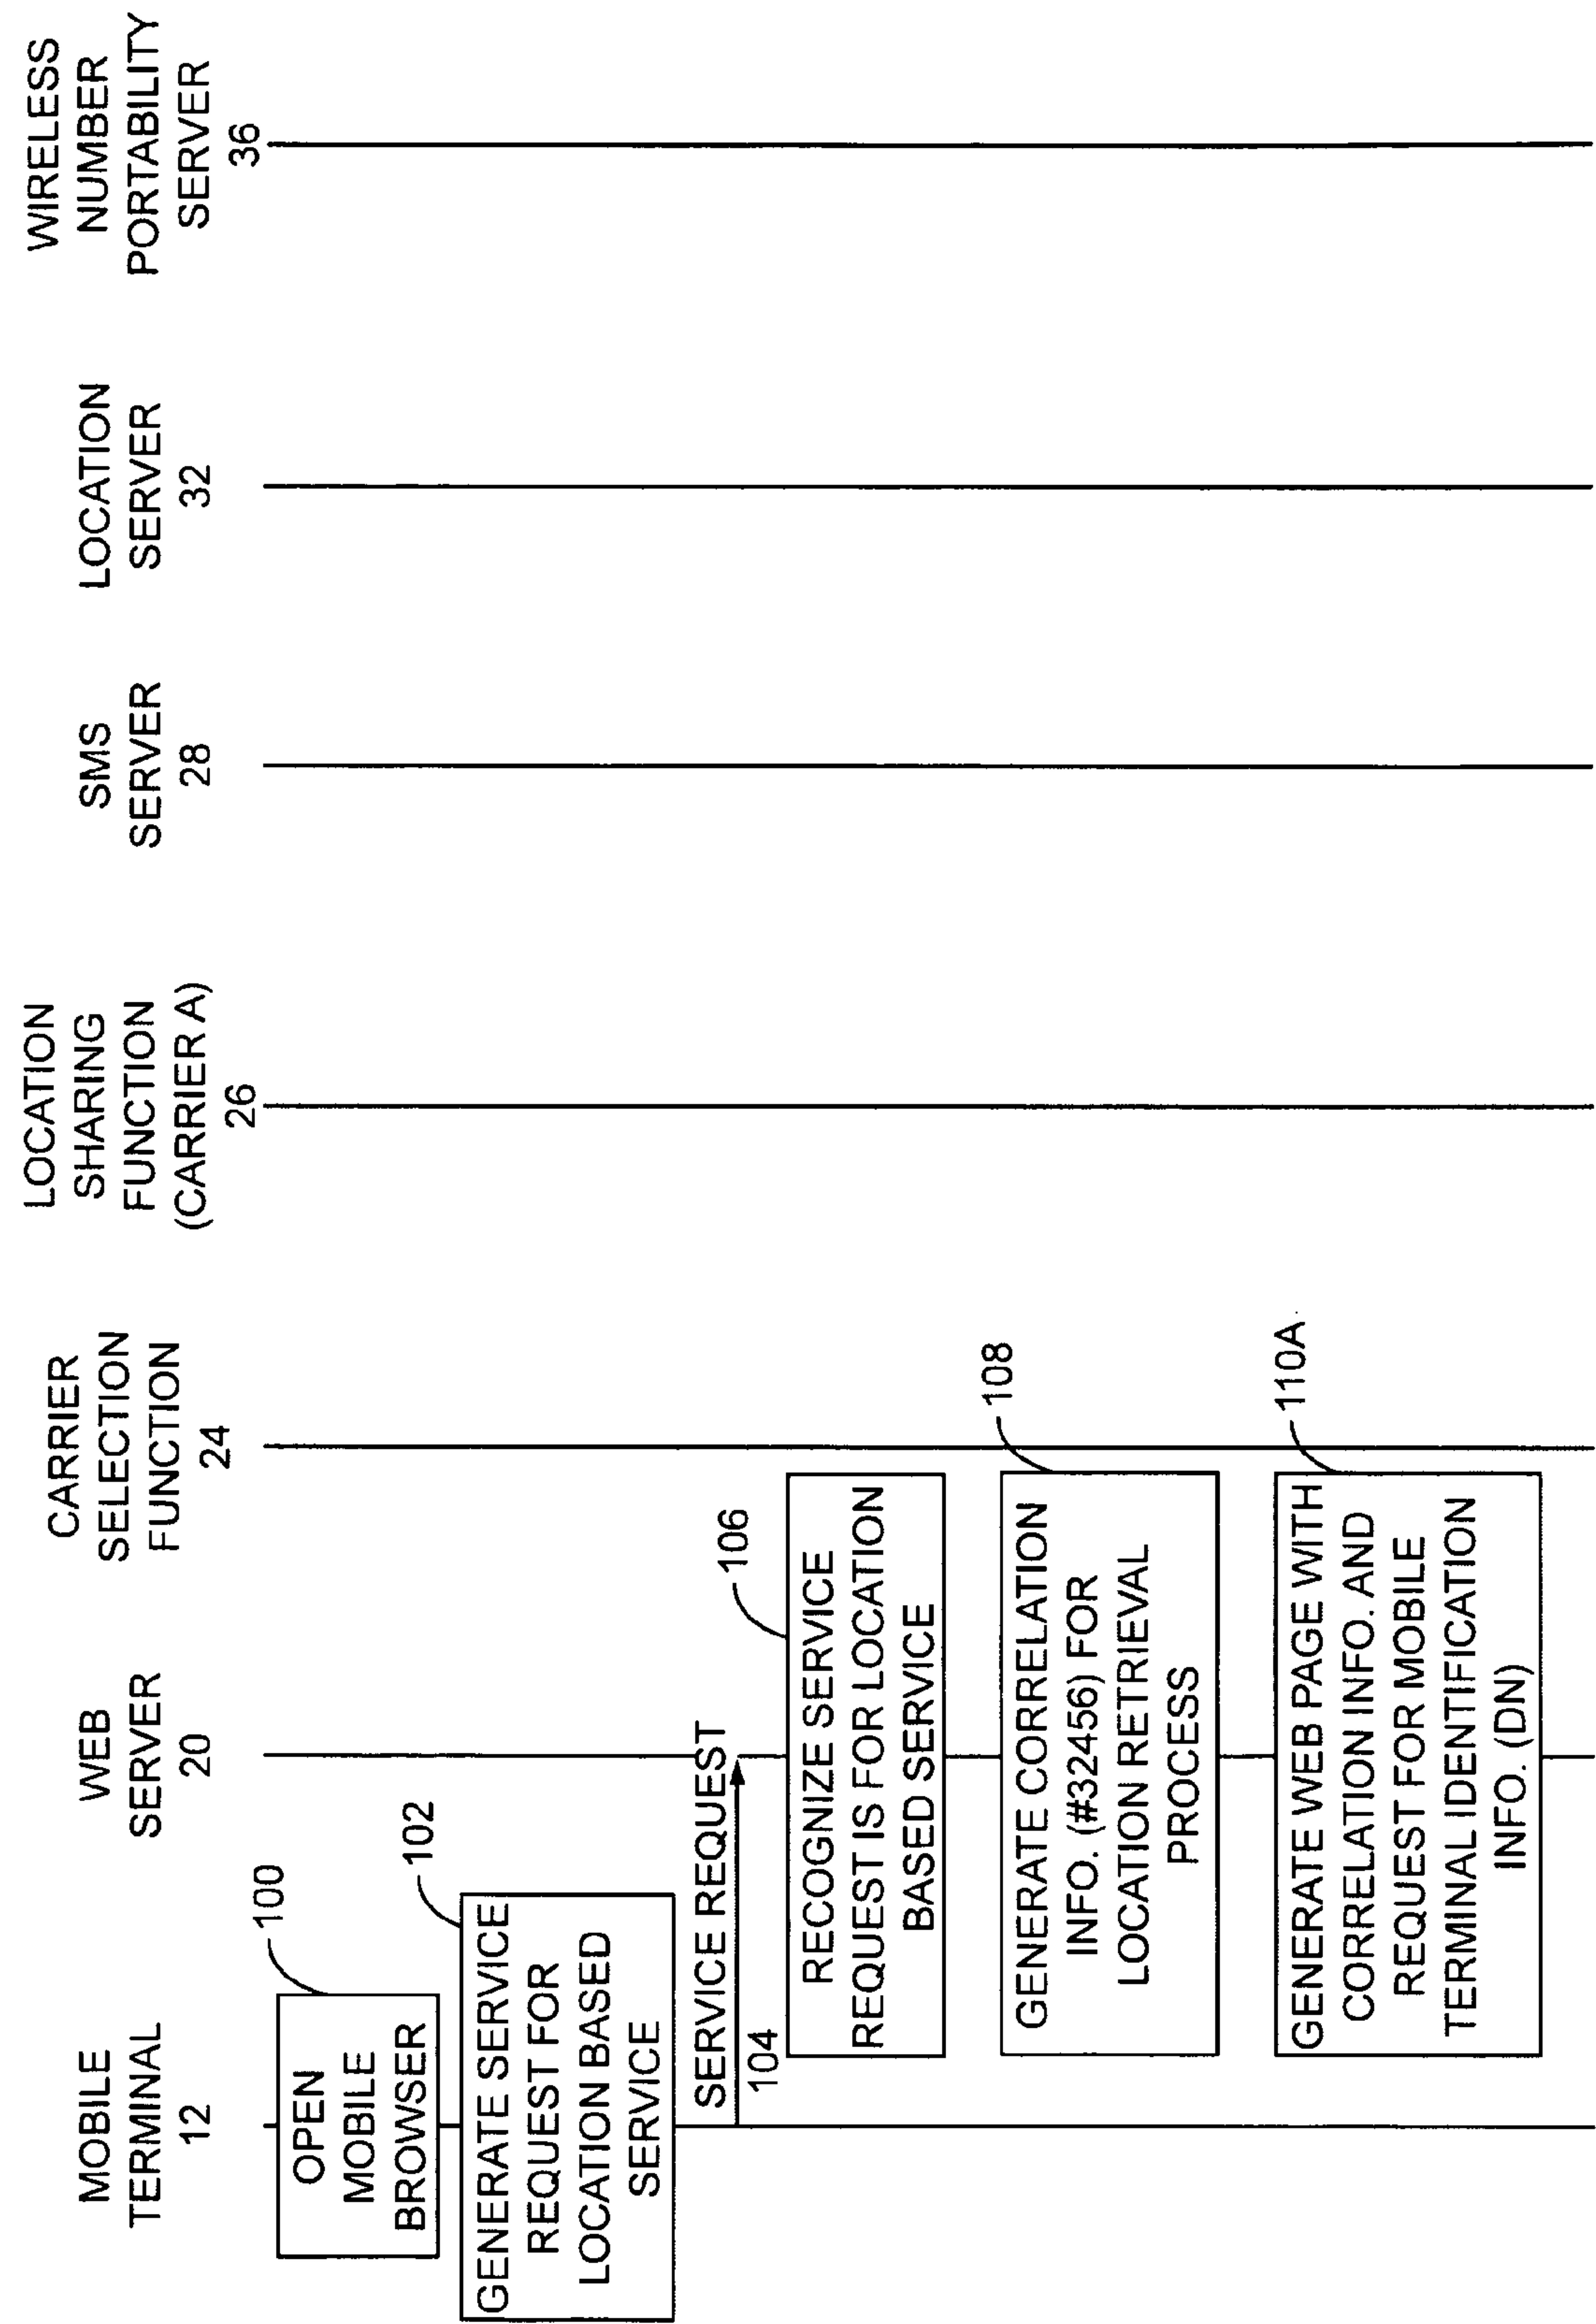 MOBILE
TERMINAL
12
WEB
SERVER
20
CARRIER
SELECTION
FUNCTION
24
LOCATION
SHARING
FUNCTION
(CARRIER A)
26
SMS
SERVER
28
LOCATION
SERVER
32
WIRELESS
NUMBER
PORTABILITY
SERVER
36
OPEN
MOBILE
BROWSER
100
GENERATE SERVICE
REQUEST FOR
LOCATION BASED
SERVICE
102
SERVICE REQUEST
104
RECOGNIZE SERVICE
REQUEST IS FOR LOCATION
BASED SERVICE
106
GENERATE CORRELATION
INFO. (#32456) FOR
LOCATION RETRIEVAL
PROCESS
108
GENERATE WEB PAGE WITH
CORRELATION INFO. AND
REQUEST FOR MOBILE
TERMINAL IDENTIFICATION
INFO. (DN)
110A